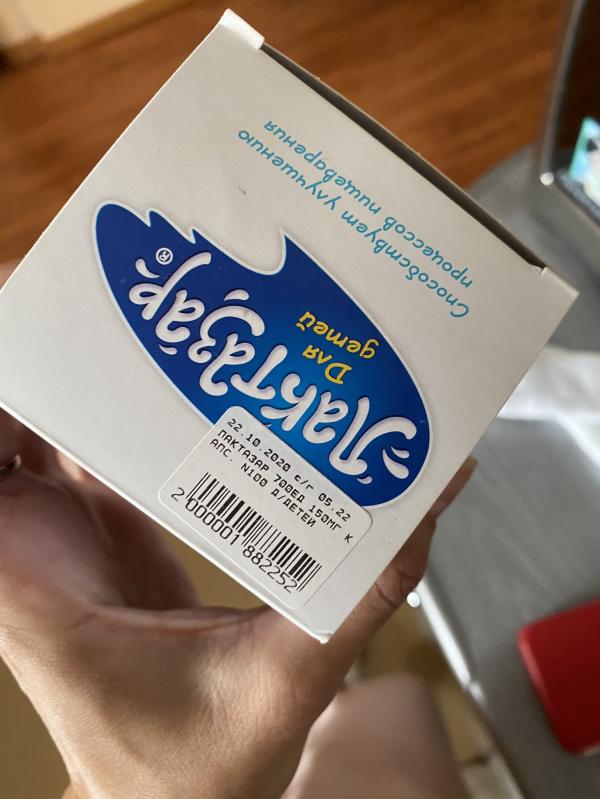 Способствует улучшению
процессов пищеварения
Лактазар®
Для
детей
22.10.2020 с/г 05.22
ЛАКТАЗАР 700ЕД 150МГ К
АПС. N100 Д/ДЕТЕЙ
2 000001 882252